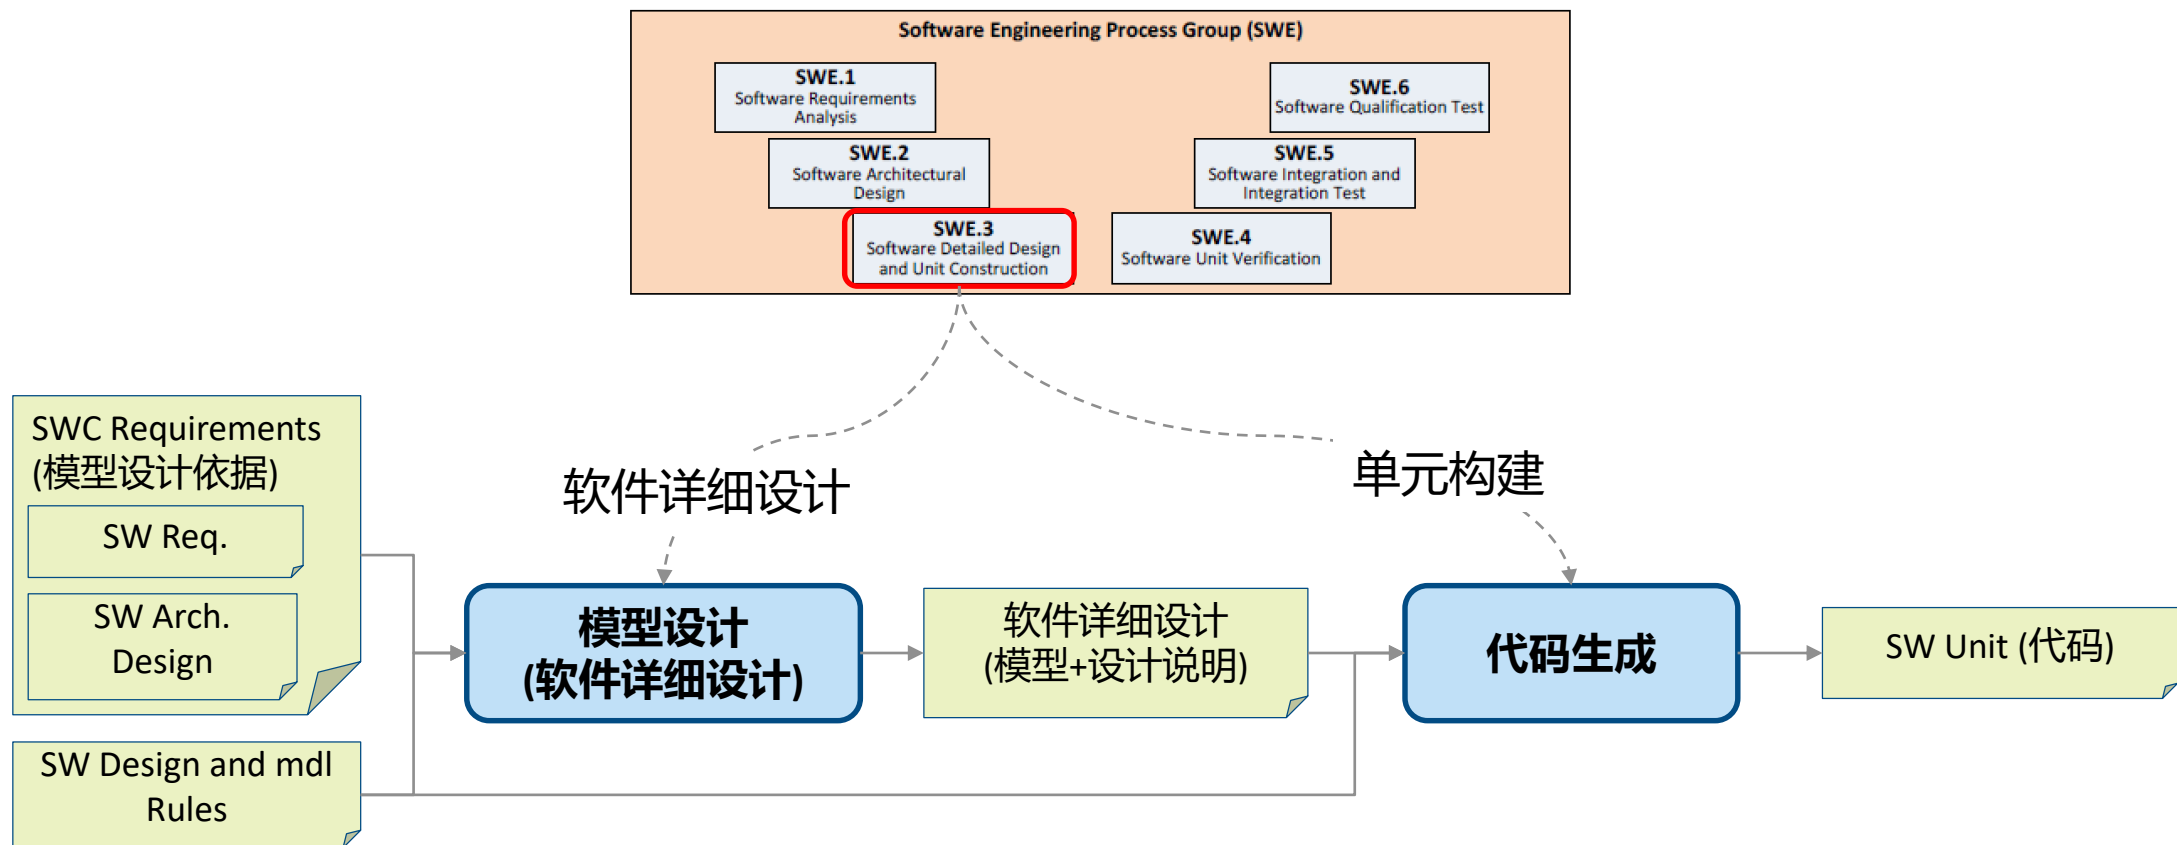 Software Engineering Process Group (SWE)
SWE.1
Software Requirements
Analysis
SWE.6
Software Qualification Test
SWE.2
Software Architectural
Design
SWE.5
Software Integration and
Integration Test
SWE.3
Software Detailed Design
and Unit Construction
SWE.4
Software Unit Verification
SWC Requirements
(模型设计依据)
SW Req.
SW Arch.
Design
SW Design and mdl
Rules
软件详细设计
单元构建
模型设计
(软件详细设计)
软件详细设计
(模型+设计说明)
代码生成
SW Unit (代码)